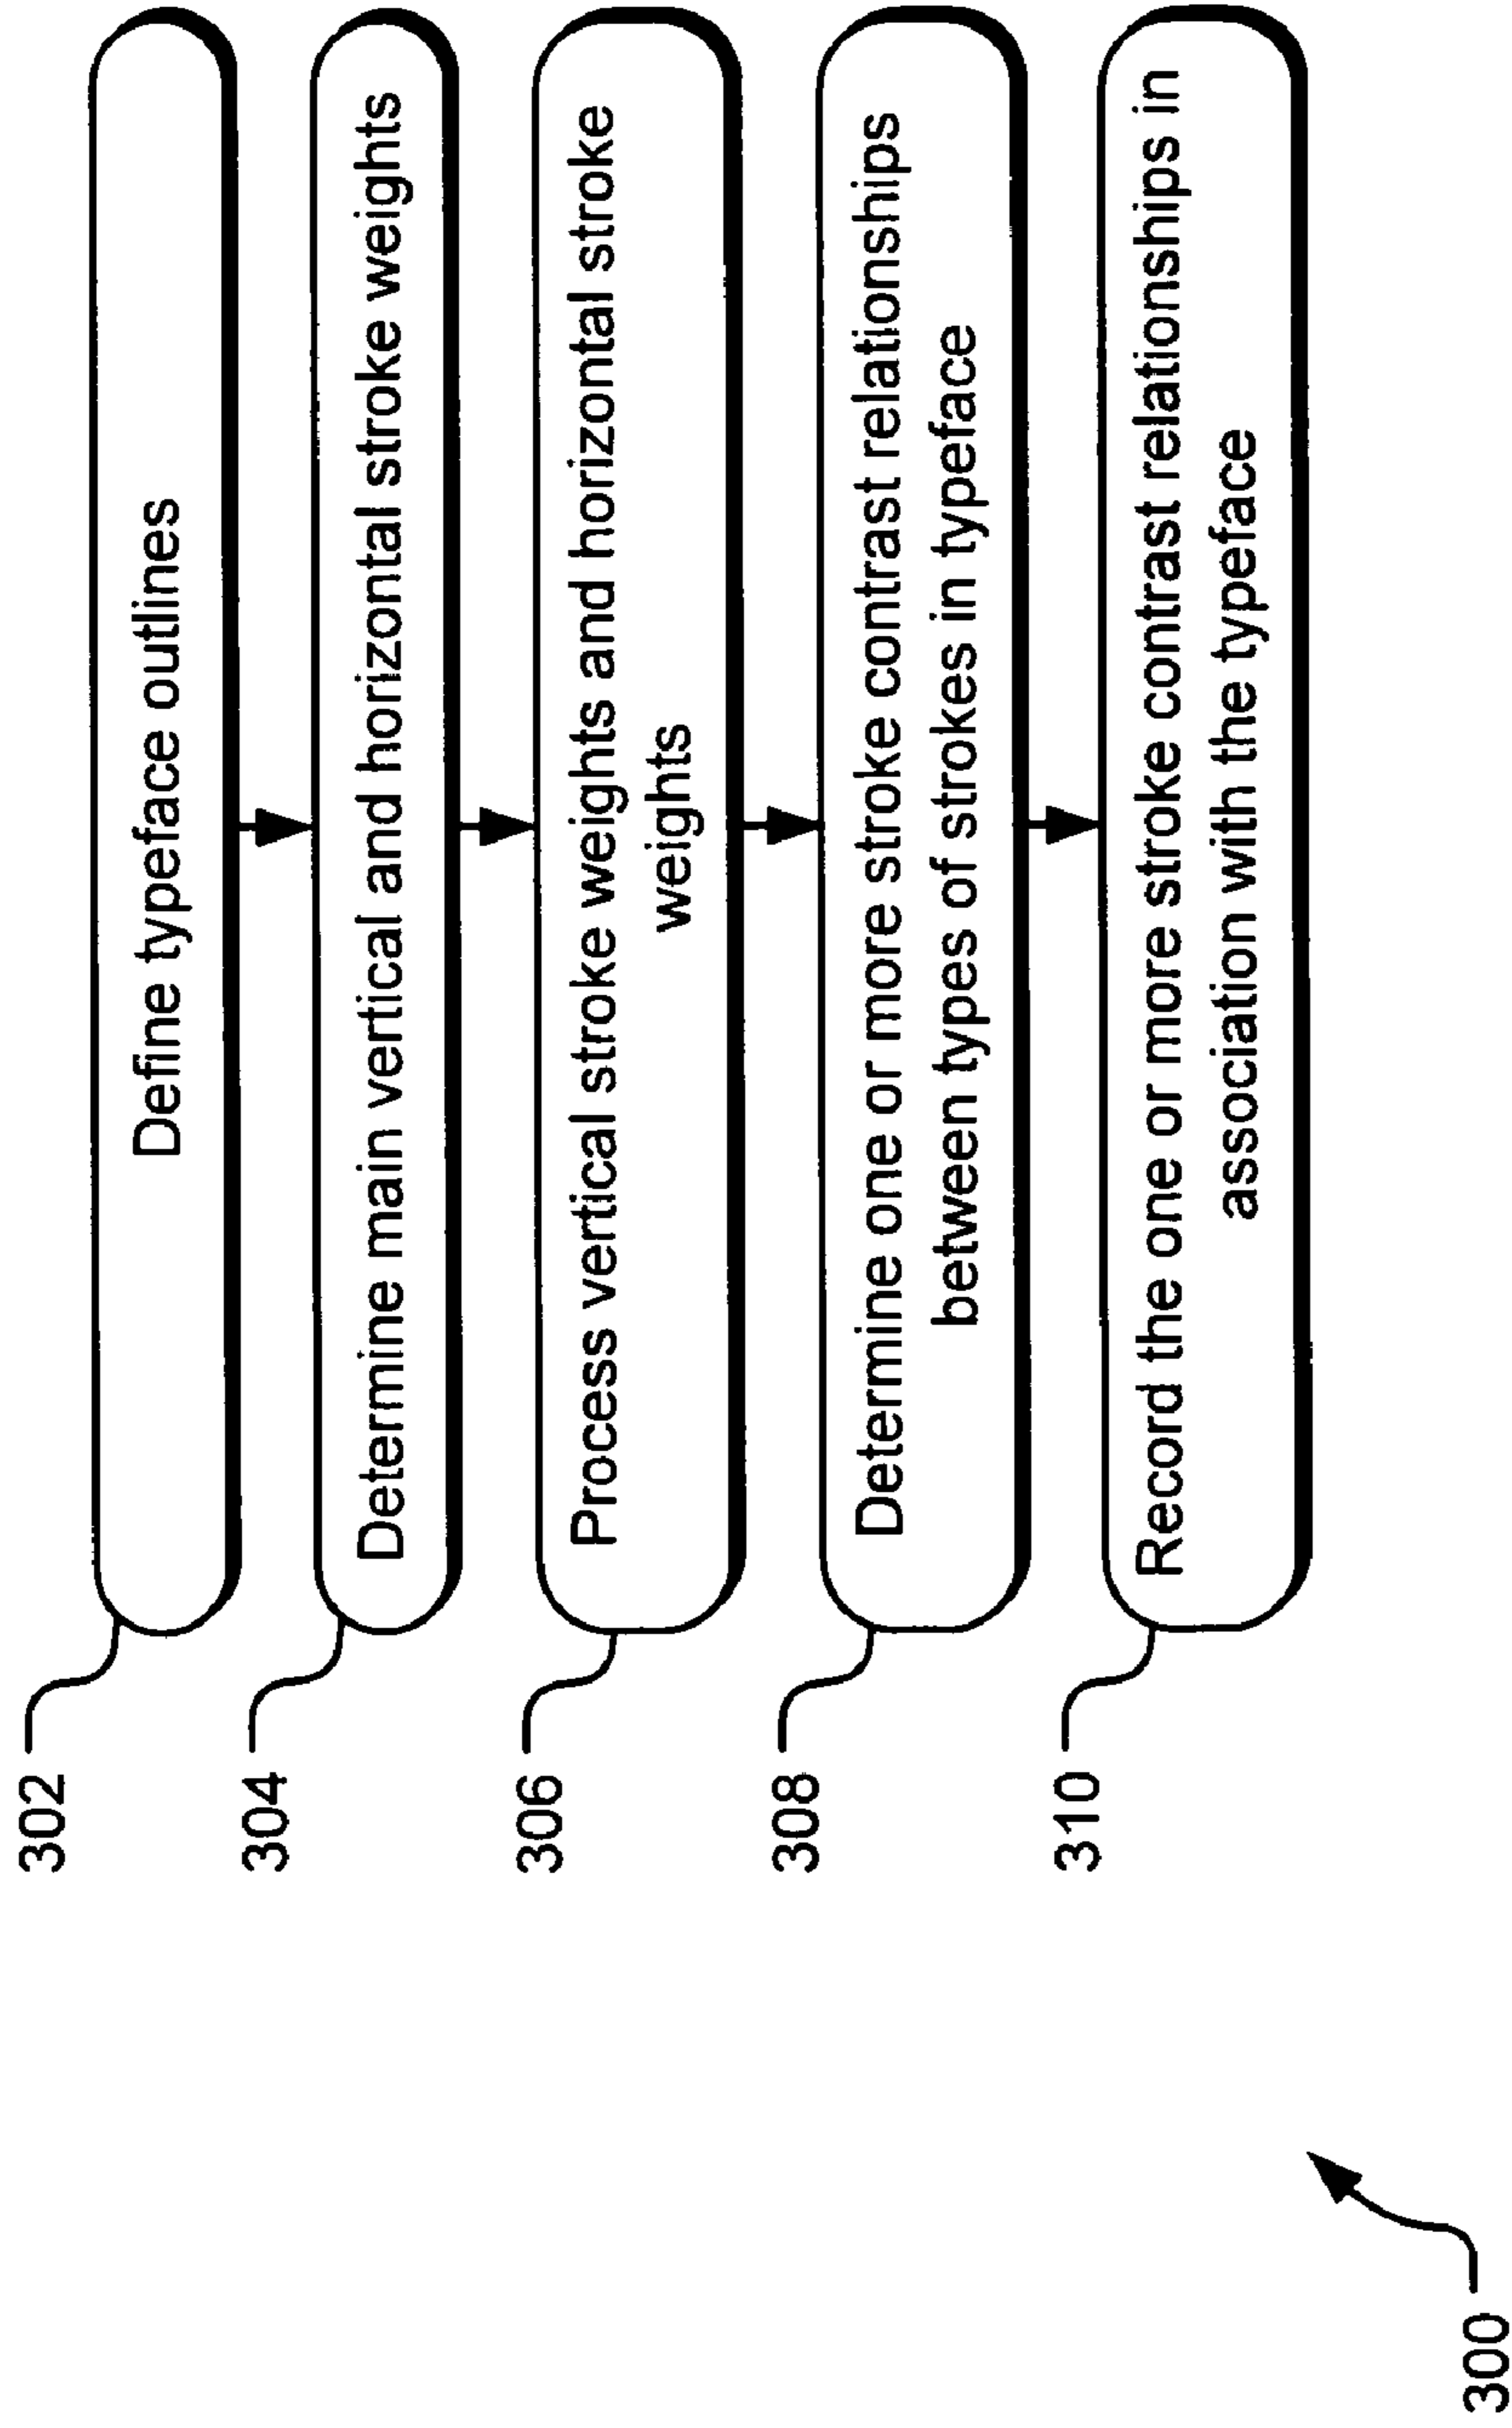 302
Define typeface outlines
304
Determine main vertical and horizontal stroke weights
306
Process vertical stroke weights and horizontal stroke
weights
308
Determine one or more stroke contrast relationships
between types of strokes in typeface
310
Record the one or more stroke contrast relationships in
association with the typeface
300